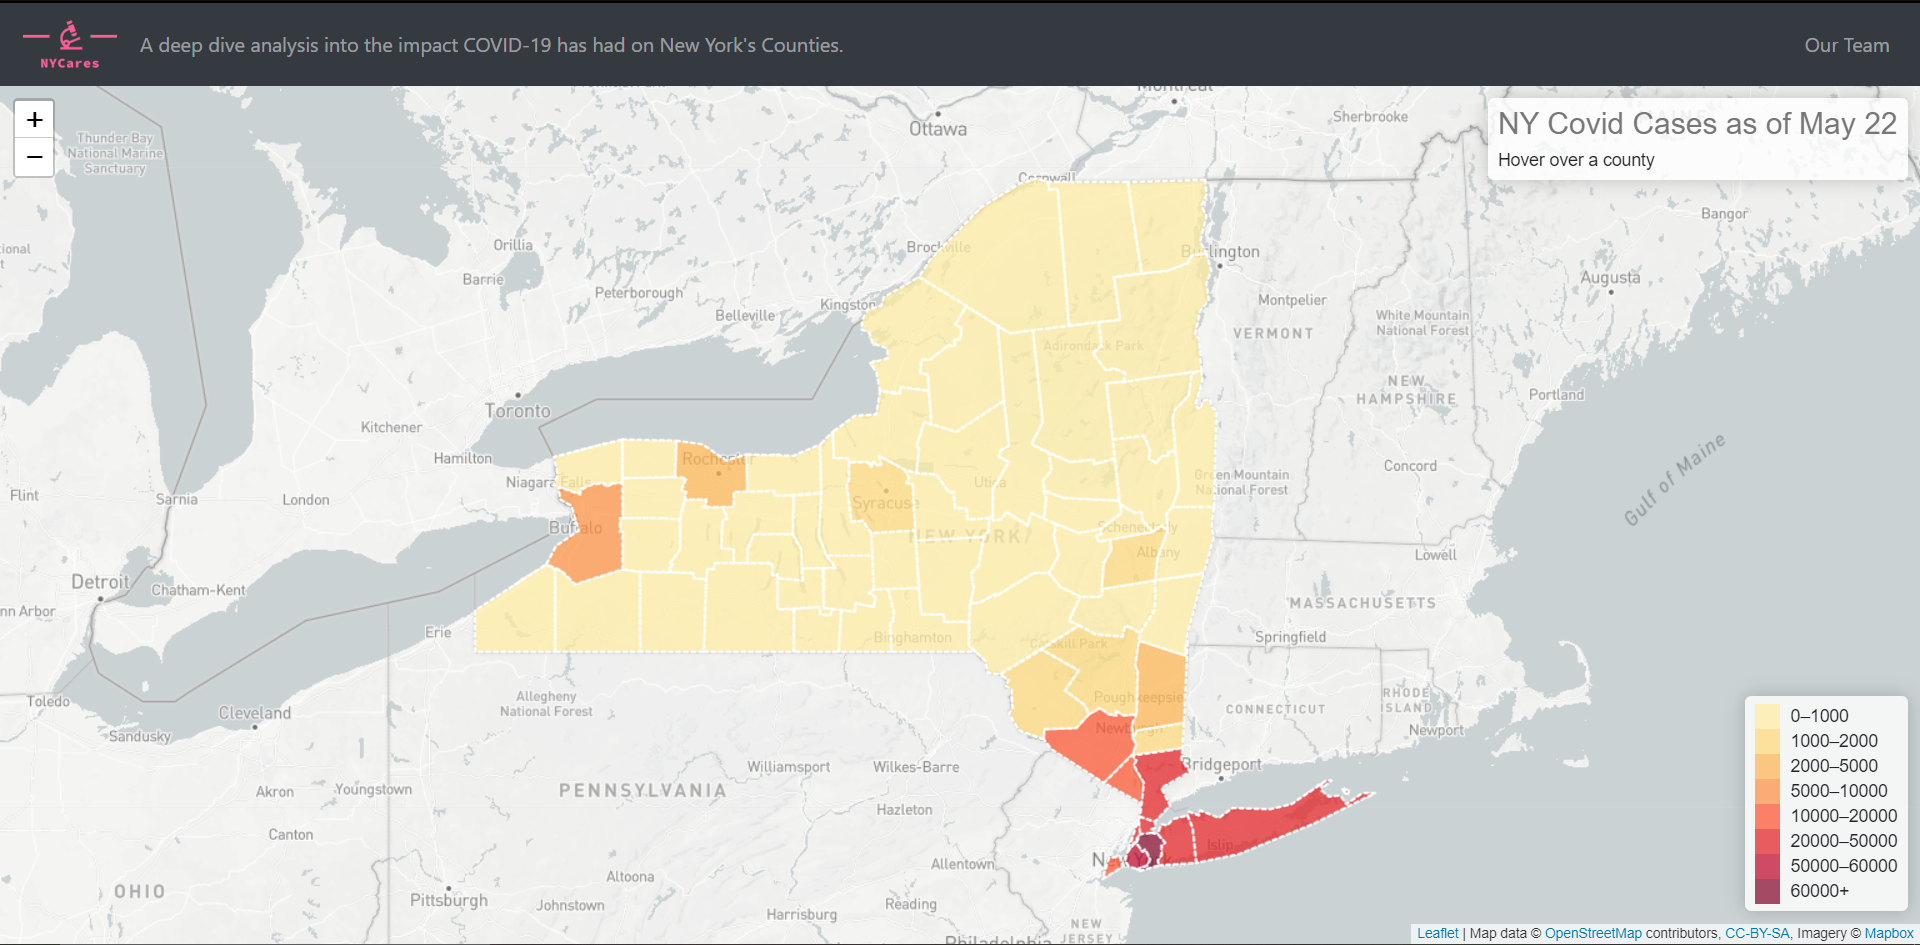 NYCares
A deep dive analysis into the impact COVID-19 has had on New York's Counties.
Our Team
+
−
NY Covid Cases as of May 22
Hover over a county
Montreal
Sherbrooke
Ottawa
Thunder Bay
National Marine
Sanctuary
Cornwall
Bangor
Orillia
Brockville
Burlington
Barrie
Augusta
Peterborough
Kingston
Montpelier
Belleville
White Mountain
National Forest
VERMONT
Adirondack Park
NEW
HAMPSHIRE
Portland
Toronto
Kitchener
Hamilton
Rochester
Concord
Gulf of Maine
Niagara Falls
Utica
Green Mountain
National Forest
Flint
Sarnia
London
Syracuse
Buffalo
NEW YORK
Schenectady
Albany
Lowell
Detroit
Chatham-Kent
nn Arbor
MASSACHUSETTS
Erie
Binghamton
Catskill Park
Springfield
Toledo
Allegheny
National Forest
Poughkeepsie
RHODE
ISLAND
CONNECTICUT
Cleveland
Sandusky
Newburgh
Newport
Williamsport
Wilkes-Barre
Bridgeport
Akron
Youngstown
PENNSYLVANIA
Hazleton
Canton
Islip
Allentown
OHIO
Pittsburgh
Altoona
Johnstown
Reading
Harrisburg
NEW
JERSEY
Philadelphia
0–1000
1000–2000
2000–5000
5000–10000
10000–20000
20000–50000
50000–60000
60000+
Leaflet | Map data © OpenStreetMap contributors, CC-BY-SA, Imagery © Mapbox